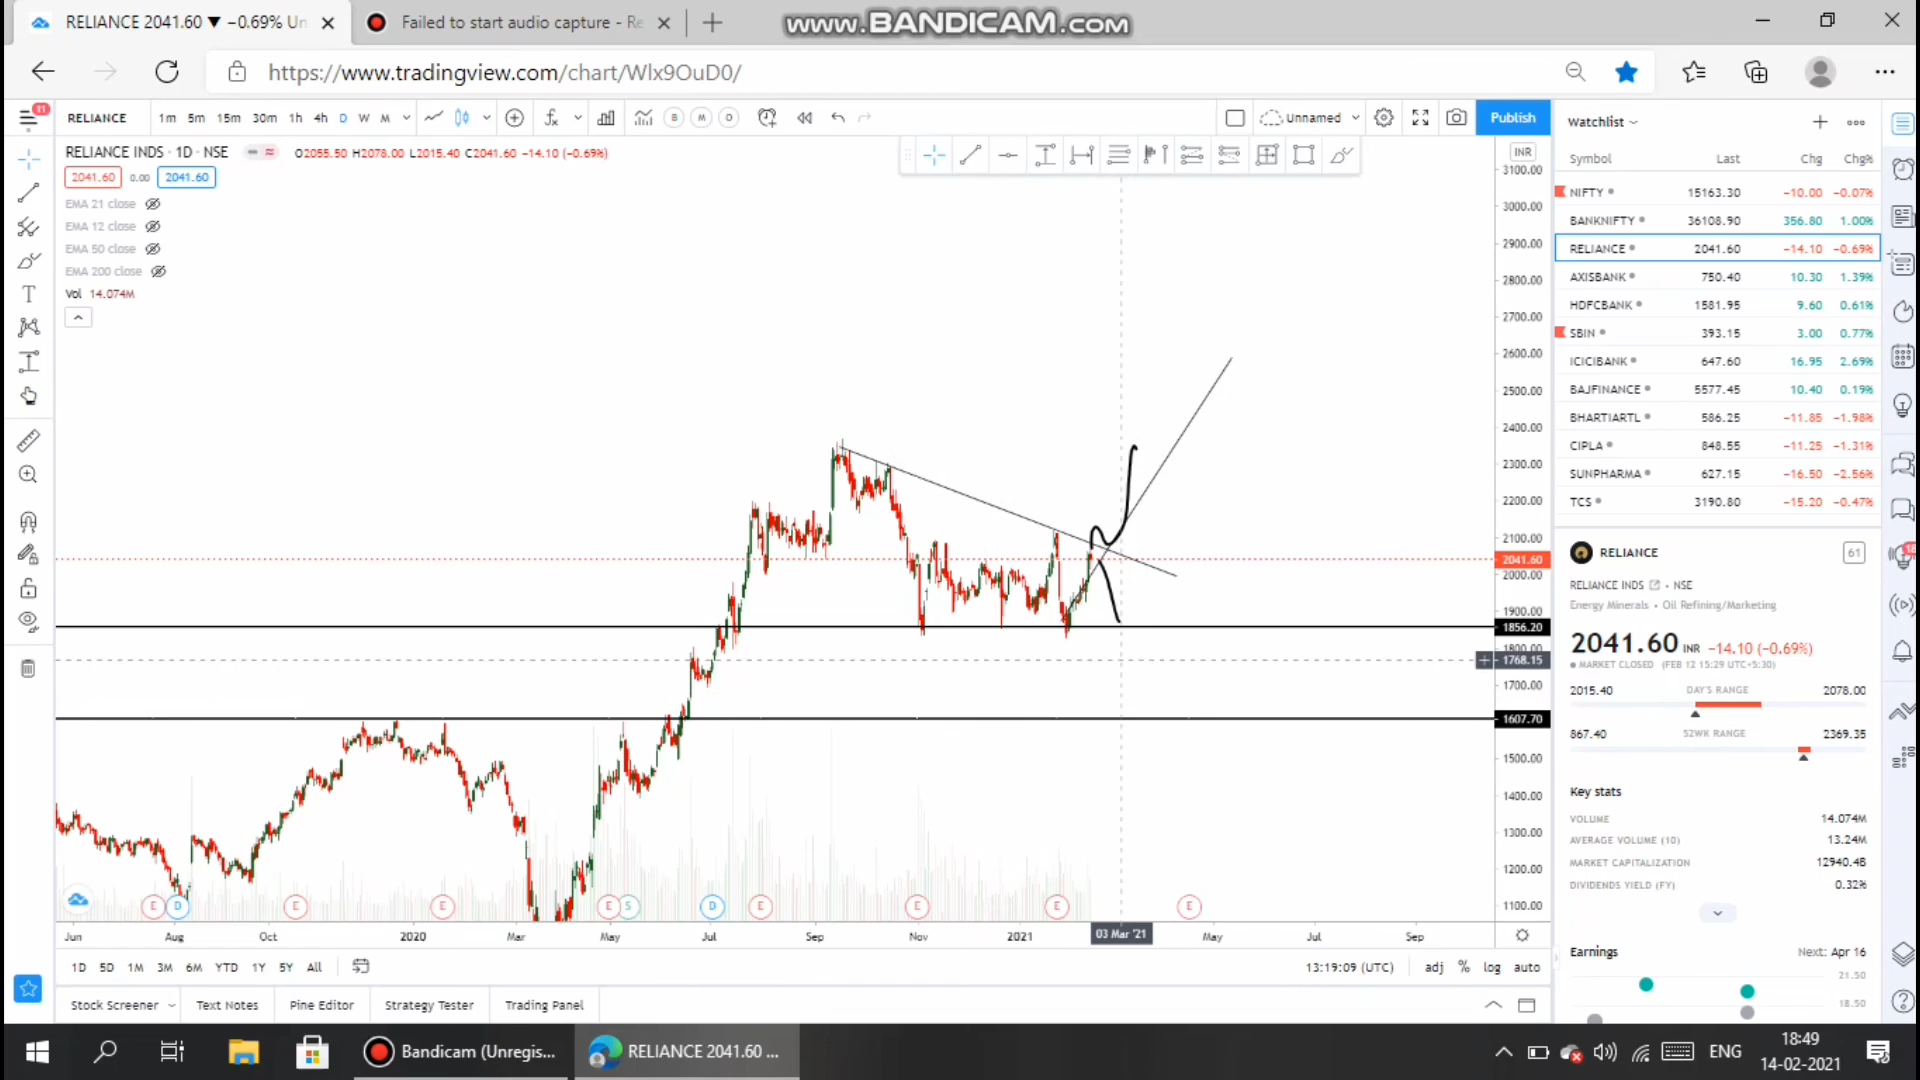 RELIANCE 2041.60 ▼ −0.69% Un
Failed to start audio capture - Re
www.BANDICAM.com
https://www.tradingview.com/chart/Wlx9OuD0/
11
RELIANCE 1m 5m 15m 30m 1h 4h D W M B M D Unnamed Publish
Watchlist
RELIANCE INDS · 1D · NSE O2055.50 H2078.00 L2015.40 C2041.60 −14.10 (−0.69%)
2041.60 0.00 2041.60
EMA 21 close
EMA 12 close
EMA 50 close
EMA 200 close
Vol 14.074M
INR
3100.00
3000.00
2900.00
2800.00
2700.00
2600.00
2500.00
2400.00
2300.00
2200.00
2100.00
2041.60
2000.00
1900.00
1856.20
1800.00
1768.15
1700.00
1607.70
1500.00
1400.00
1300.00
1200.00
1100.00
E D E E E S D E E E E
Jun Aug Oct 2020 Mar May Jul Sep Nov 2021 03 Mar '21 May Jul Sep
1D 5D 1M 3M 6M YTD 1Y 5Y All
13:19:09 (UTC) adj % log auto
Stock Screener Text Notes Pine Editor Strategy Tester Trading Panel
Symbol Last Chg Chg%
NIFTY 15163.30 −10.00 −0.07%
BANKNIFTY 36108.90 356.80 1.00%
RELIANCE 2041.60 −14.10 −0.69%
AXISBANK 750.40 10.30 1.39%
HDFCBANK 1581.95 9.60 0.61%
SBIN 393.15 3.00 0.77%
ICICIBANK 647.60 16.95 2.69%
BAJFINANCE 5577.45 10.40 0.19%
BHARTIARTL 586.25 −11.85 −1.98%
CIPLA 848.55 −11.25 −1.31%
SUNPHARMA 627.15 −16.50 −2.56%
TCS 3190.80 −15.20 −0.47%
RELIANCE 61
RELIANCE INDS • NSE
Energy Minerals • Oil Refining/Marketing
2041.60 INR −14.10 (−0.69%)
MARKET CLOSED (FEB 12 15:29 UTC+5:30)
2015.40 DAY'S RANGE 2078.00
867.40 52WK RANGE 2369.35
Key stats
VOLUME 14.074M
AVERAGE VOLUME (10) 13.24M
MARKET CAPITALIZATION 12940.4B
DIVIDENDS YIELD (FY) 0.32%
Earnings Next: Apr 16
21.50
18.50
Bandicam (Unregis...
RELIANCE 2041.60 ...
ENG
18:49
14-02-2021